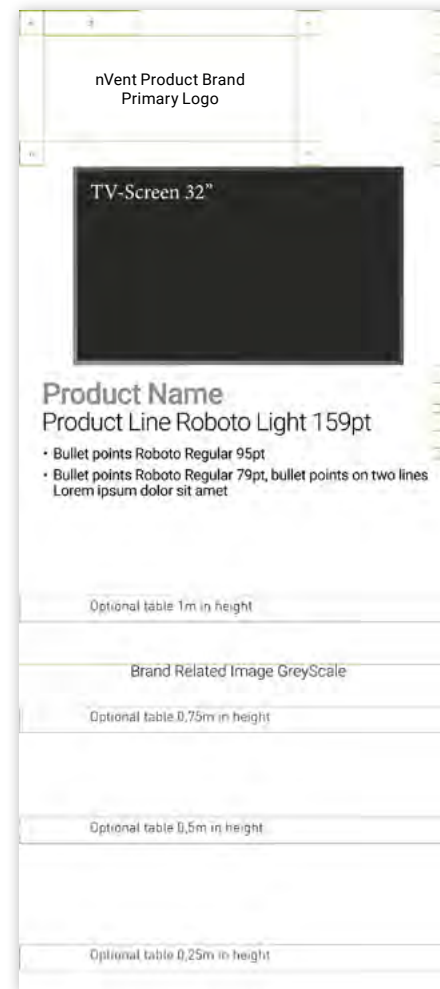 nVent Product Brand
Primary Logo
TV-Screen 32”
Product Name
Product Line Roboto Light 159pt
• Bullet points Roboto Regular 95pt
• Bullet points Roboto Regular 79pt, bullet points on two lines
Lorem ipsum dolor sit amet
Optional table 1m in height
Brand Related Image GreyScale
Optional table 0,75m in height
Optional table 0,5m in height
Optional table 0,25m in height